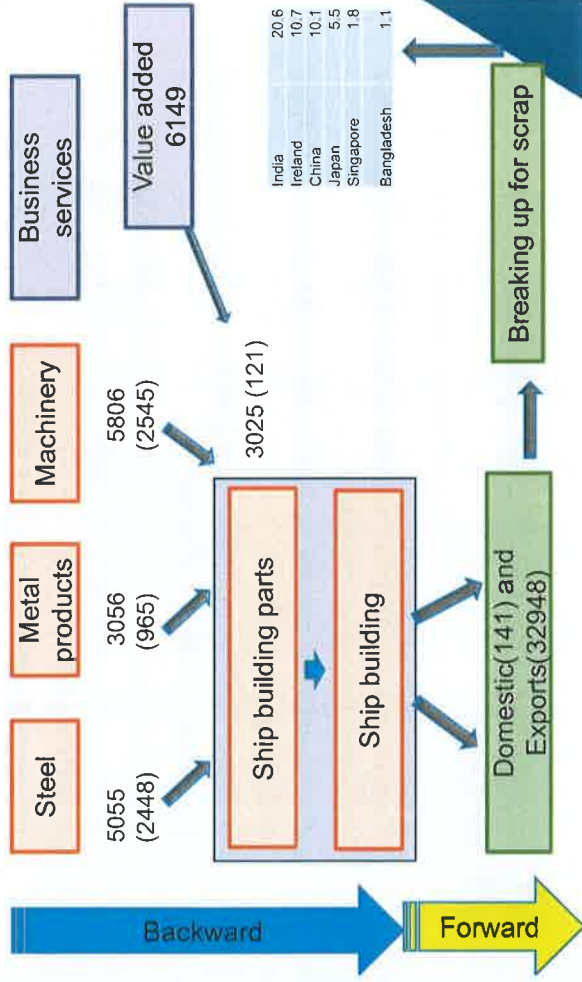 Steel
Metal
products
Machinery
Business
services
5055
(2448)
3056
(965)
5806
(2545)
Value added
6149
3025 (121)
Backward
Ship building parts
Ship building
India 20.6
Ireland 10.7
China 10.1
Japan 5.5
Singapore 1.8
Bangladesh 1.1
Forward
Domestic(141) and
Exports(32948)
Breaking up for scrap